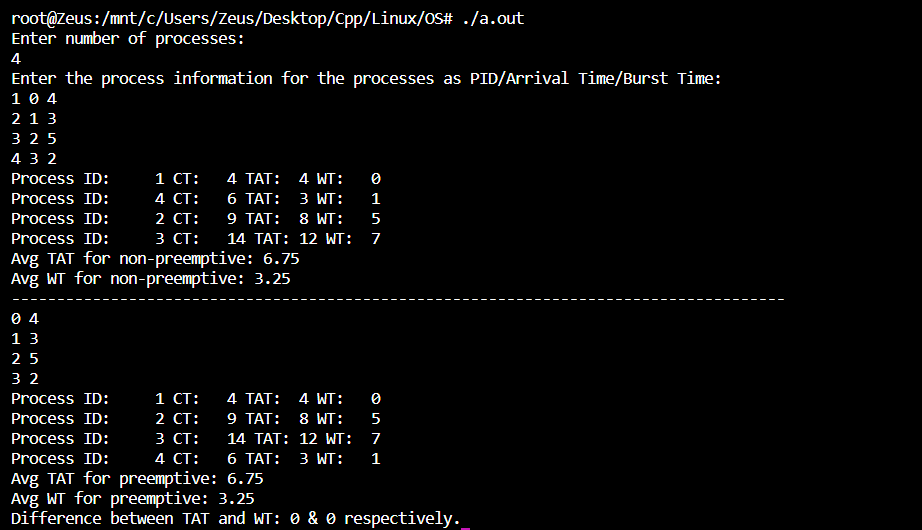 root@Zeus:/mnt/c/Users/Zeus/Desktop/Cpp/Linux/OS# ./a.out
Enter number of processes:
4
Enter the process information for the processes as PID/Arrival Time/Burst Time:
1 0 4
2 1 3
3 2 5
4 3 2
Process ID:     1 CT:   4 TAT:  4 WT:   0
Process ID:     4 CT:   6 TAT:  3 WT:   1
Process ID:     2 CT:   9 TAT:  8 WT:   5
Process ID:     3 CT:   14 TAT: 12 WT:  7
Avg TAT for non-preemptive: 6.75
Avg WT for non-preemptive: 3.25
--------------------------------------------------------------------------------------
0 4
1 3
2 5
3 2
Process ID:     1 CT:   4 TAT:  4 WT:   0
Process ID:     2 CT:   9 TAT:  8 WT:   5
Process ID:     3 CT:   14 TAT: 12 WT:  7
Process ID:     4 CT:   6 TAT:  3 WT:   1
Avg TAT for preemptive: 6.75
Avg WT for preemptive: 3.25
Difference between TAT and WT: 0 & 0 respectively.